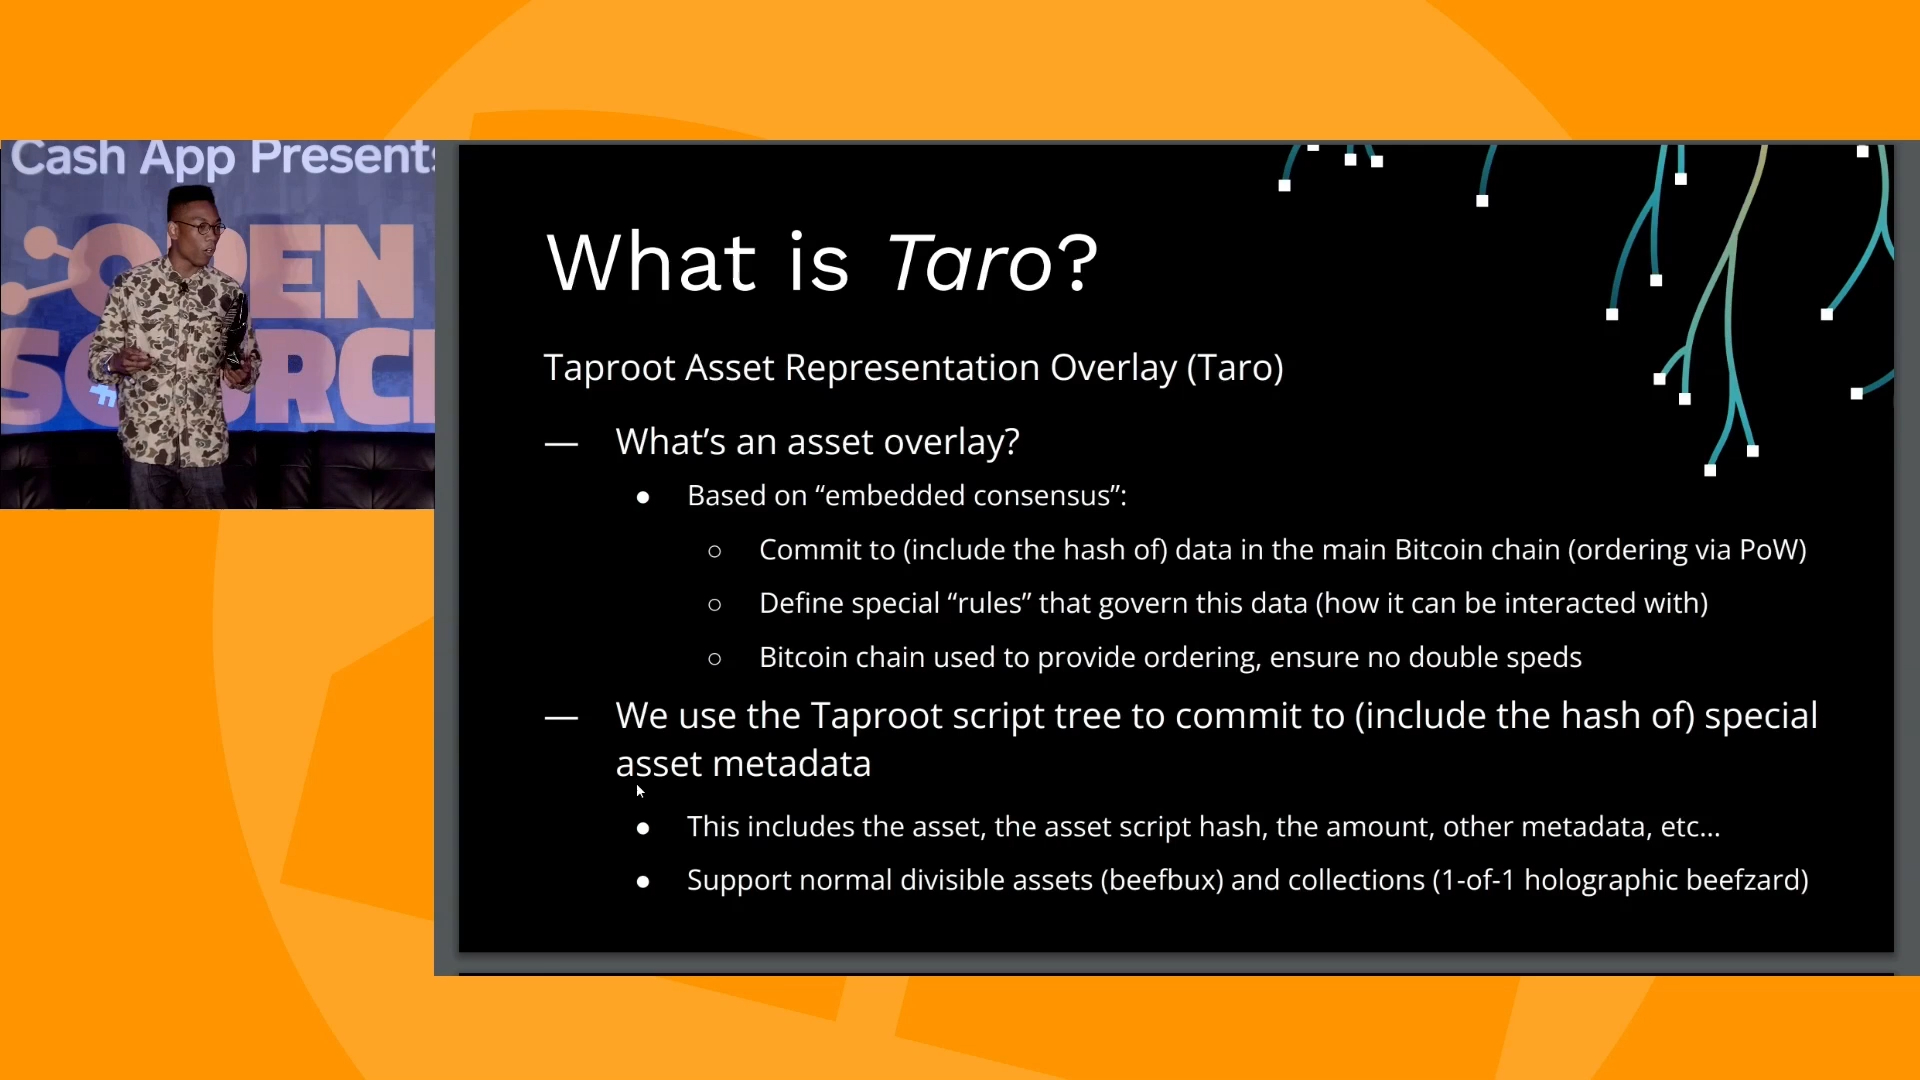 Cash App Presents
OPEN
SOURC
What is Taro?
Taproot Asset Representation Overlay (Taro)
— What’s an asset overlay?
● Based on “embedded consensus”:
○ Commit to (include the hash of) data in the main Bitcoin chain (ordering via PoW)
○ Define special “rules” that govern this data (how it can be interacted with)
○ Bitcoin chain used to provide ordering, ensure no double speds
— We use the Taproot script tree to commit to (include the hash of) special
asset metadata
● This includes the asset, the asset script hash, the amount, other metadata, etc...
● Support normal divisible assets (beefbux) and collections (1-of-1 holographic beefzard)